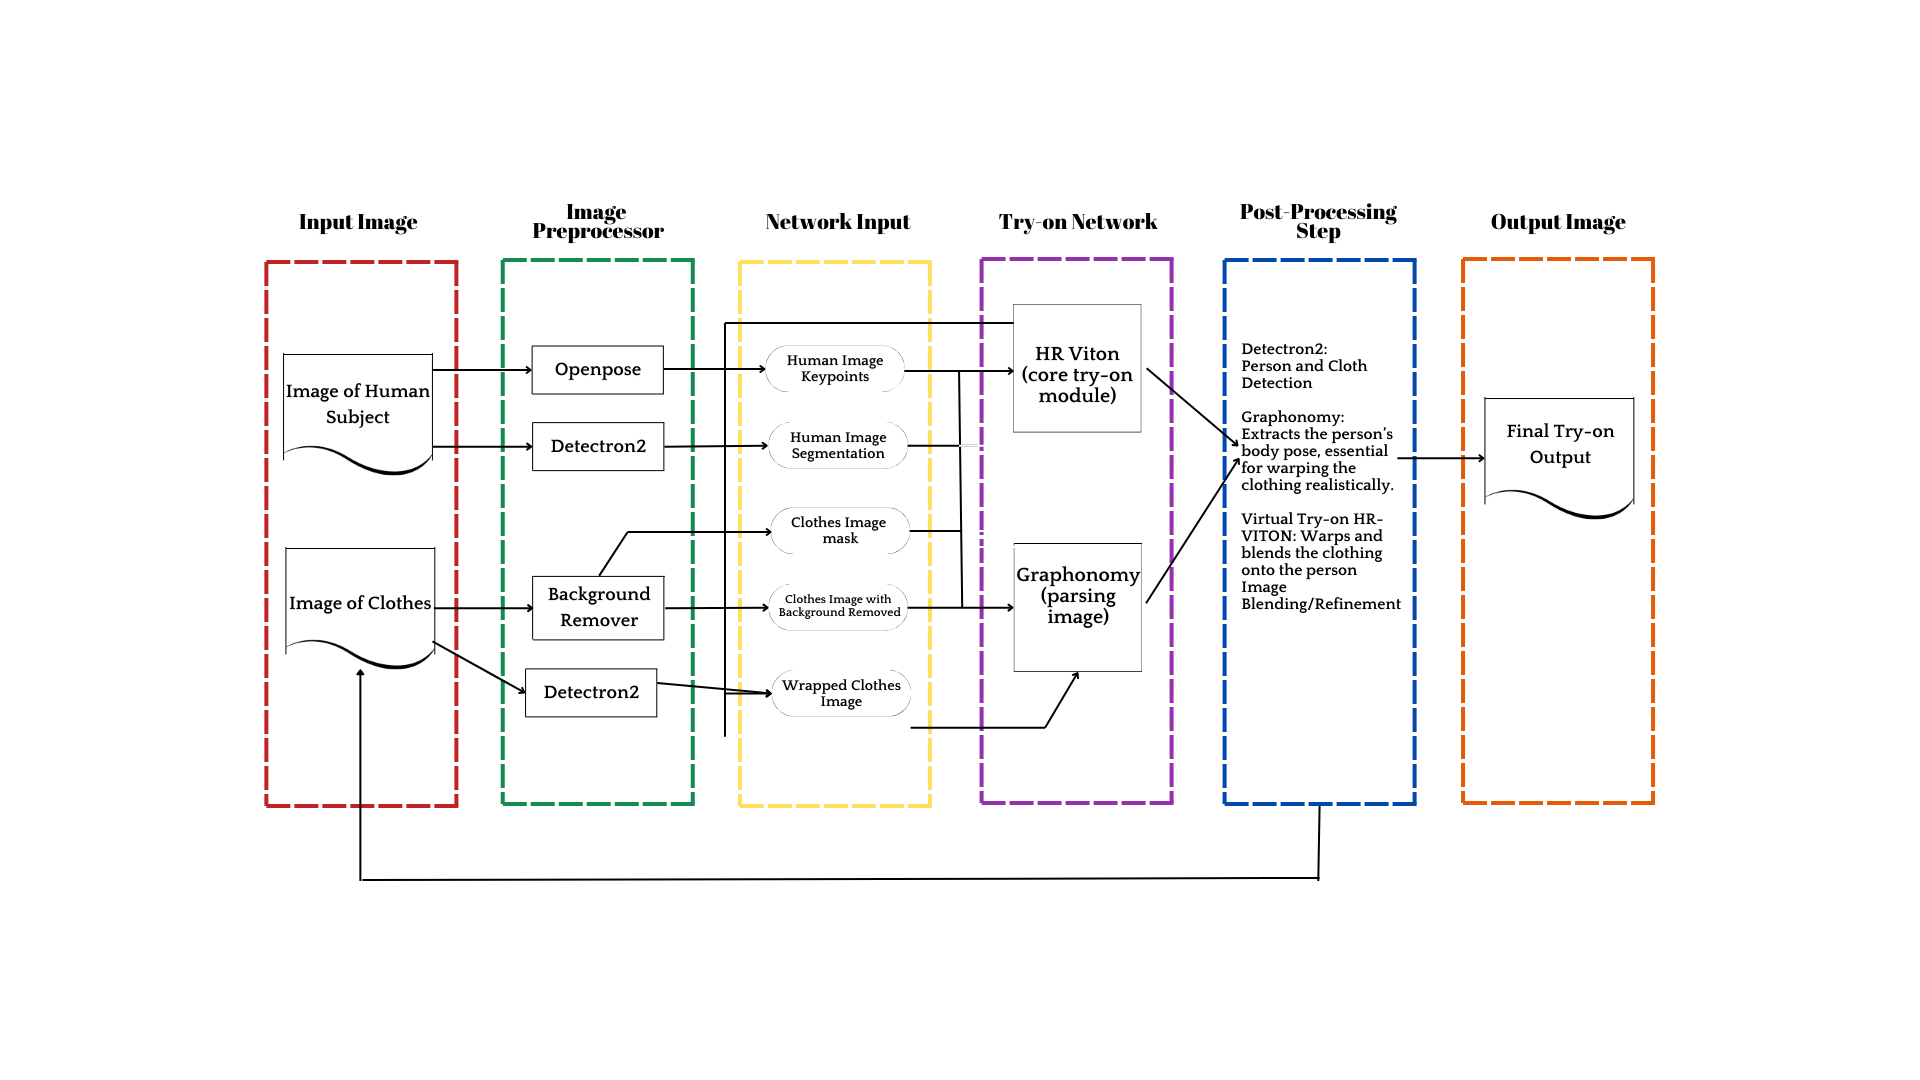 Input Image
Image
Preprocessor
Network Input
Try-on Network
Post-Processing
Step
Output Image
Image of Human
Subject
Image of Clothes
Openpose
Detectron2
Background
Remover
Detectron2
Human Image
Keypoints
Human Image
Segmentation
Clothes Image
mask
Clothes Image with
Background Removed
Wrapped Clothes
Image
HR Viton
(core try-on
module)
Graphonomy
(parsing
image)
Detectron2:
Person and Cloth
Detection
Graphonomy:
Extracts the person's
body pose, essential
for warping the
clothing realistically.
Virtual Try-on HR-
VITON: Warps and
blends the clothing
onto the person
Image
Blending/Refinement
Final Try-on
Output